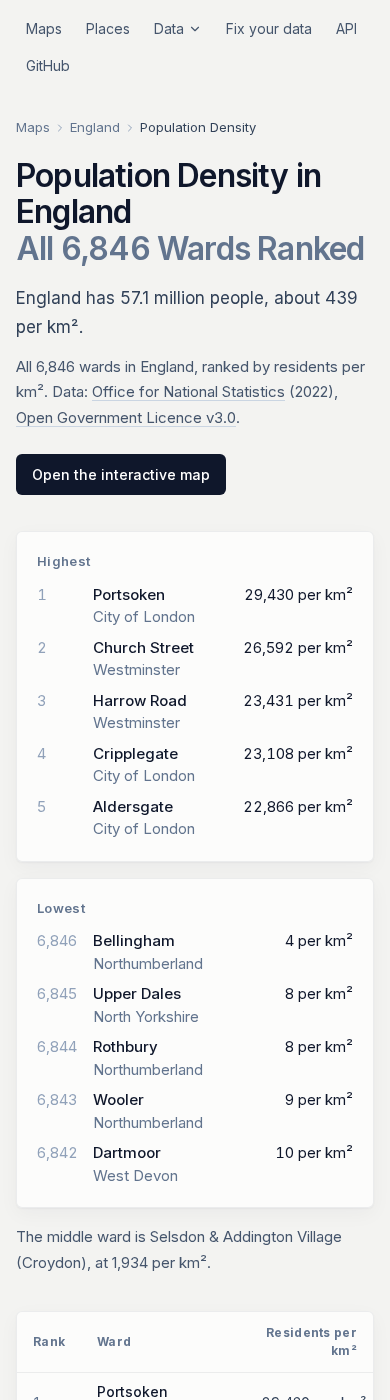 Maps Places Data Fix your data API
GitHub
Maps > England > Population Density
Population Density in
England
All 6,846 Wards Ranked
England has 57.1 million people, about 439
per km².
All 6,846 wards in England, ranked by residents per
km². Data: Office for National Statistics (2022),
Open Government Licence v3.0.
Open the interactive map
Highest
1 Portsoken 29,430 per km²
City of London
2 Church Street 26,592 per km²
Westminster
3 Harrow Road 23,431 per km²
Westminster
4 Cripplegate 23,108 per km²
City of London
5 Aldersgate 22,866 per km²
City of London
Lowest
6,846 Bellingham 4 per km²
Northumberland
6,845 Upper Dales 8 per km²
North Yorkshire
6,844 Rothbury 8 per km²
Northumberland
6,843 Wooler 9 per km²
Northumberland
6,842 Dartmoor 10 per km²
West Devon
The middle ward is Selsdon & Addington Village
(Croydon), at 1,934 per km².
Rank Ward Residents per
km²
Portsoken